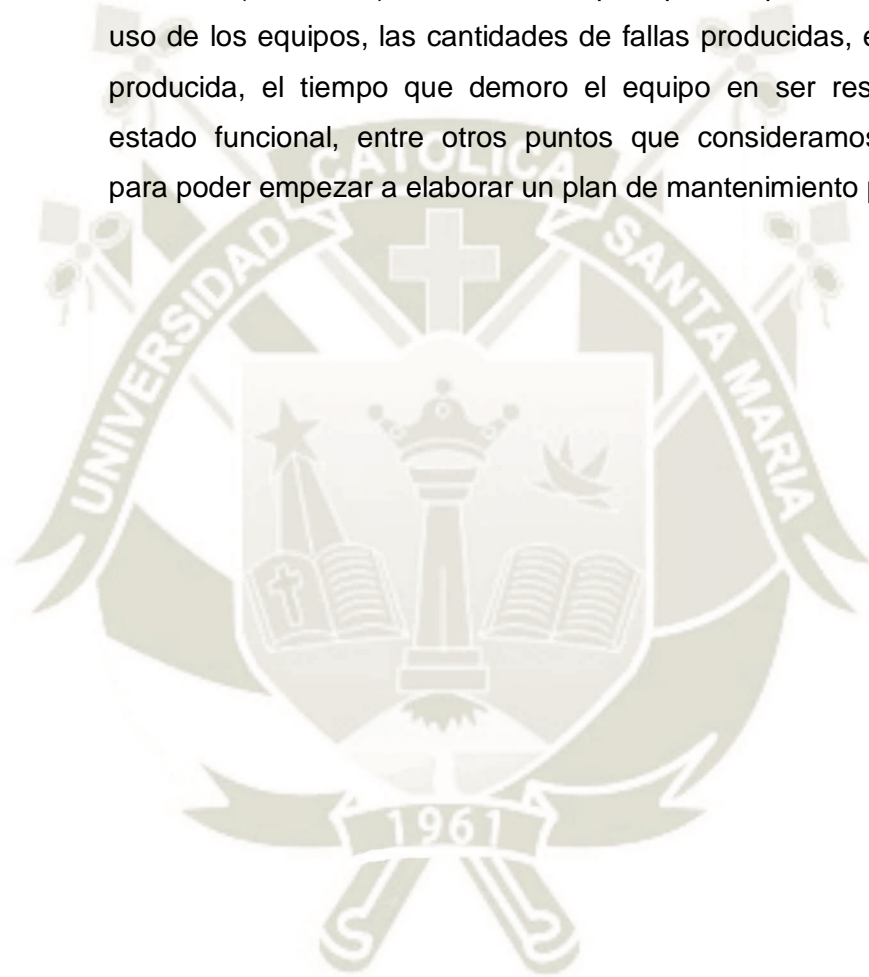 uso de los equipos, las cantidades de fallas producidas, e
producida, el tiempo que demoro el equipo en ser res
estado funcional, entre otros puntos que consideramos
para poder empezar a elaborar un plan de mantenimiento p
UNIVERSIDAD CATOLICA SANTA MARIA
1961